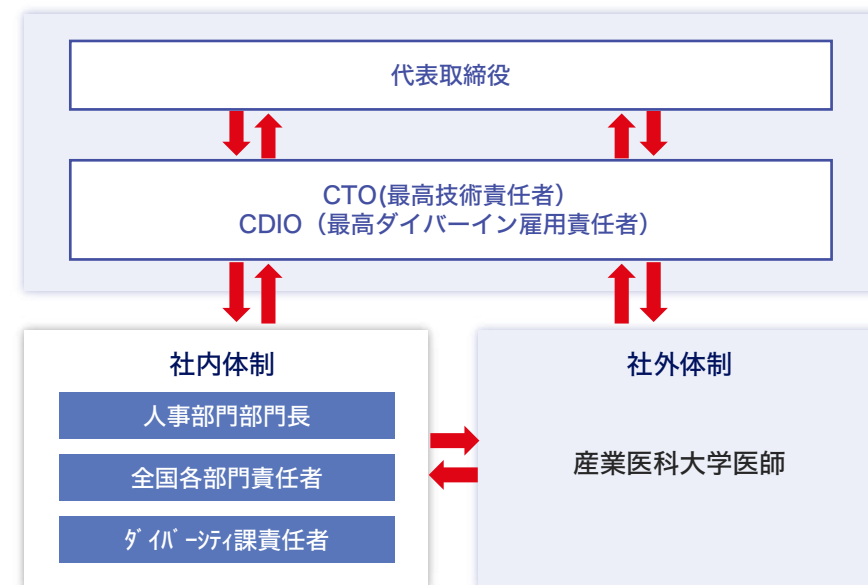 代表取締役
CTO(最高技術責任者）
CDIO（最高ダイバーイン雇用責任者）
社内体制
人事部門部門長
全国各部門責任者
ﾀﾞｲﾊﾞｰｼﾃｨ課責任者
社外体制
産業医科大学医師